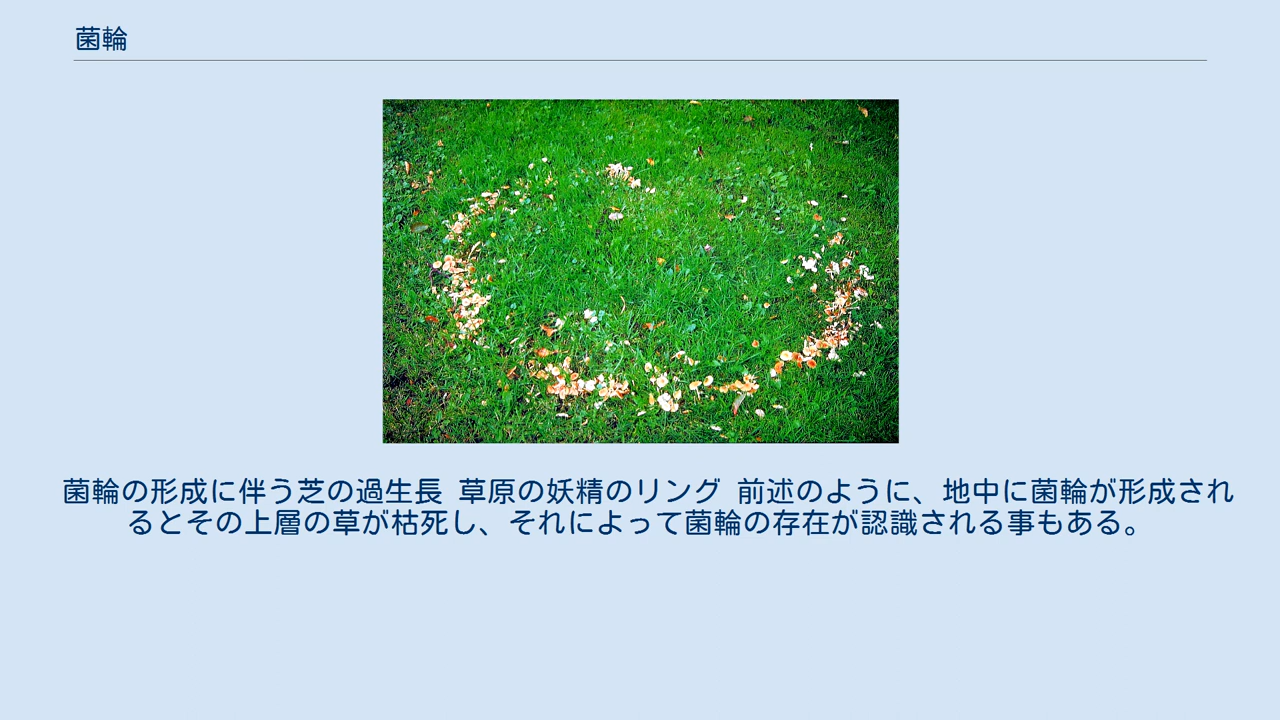 菌輪
菌輪の形成に伴う芝の過生長 草原の妖精のリング 前述のように、地中に菌輪が形成され
るとその上層の草が枯死し、それによって菌輪の存在が認識される事もある。